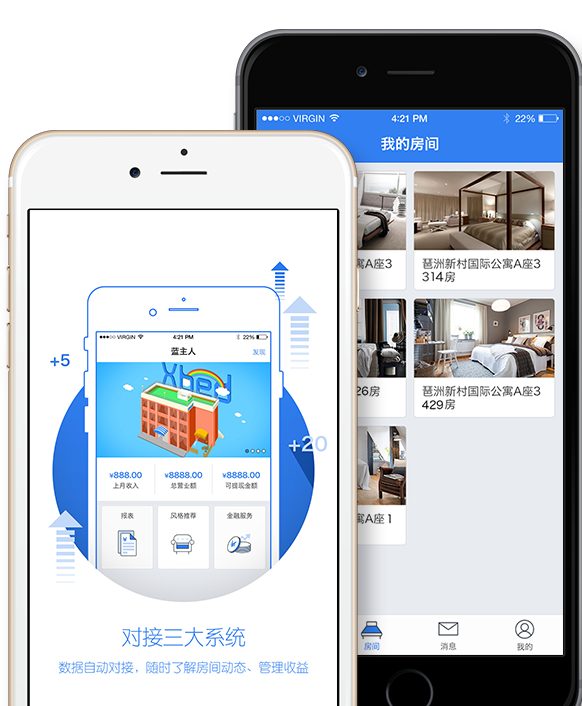 VIRGIN
4:21 PM
22%
我的房间
寓A座3
琶洲新村国际公寓A座3
314房
26房
琶洲新村国际公寓A座3
429房
寓A座1
房间
消息
我的
+5
+20
VIRGIN
4:21 PM
22%
蓝主人
发现
Xbed
¥888.00
¥8888.00
¥8888.00
上月收入
总营业额
可提现金额
报表
风格推荐
金融服务
对接三大系统
数据自动对接，随时了解房间动态、管理收益